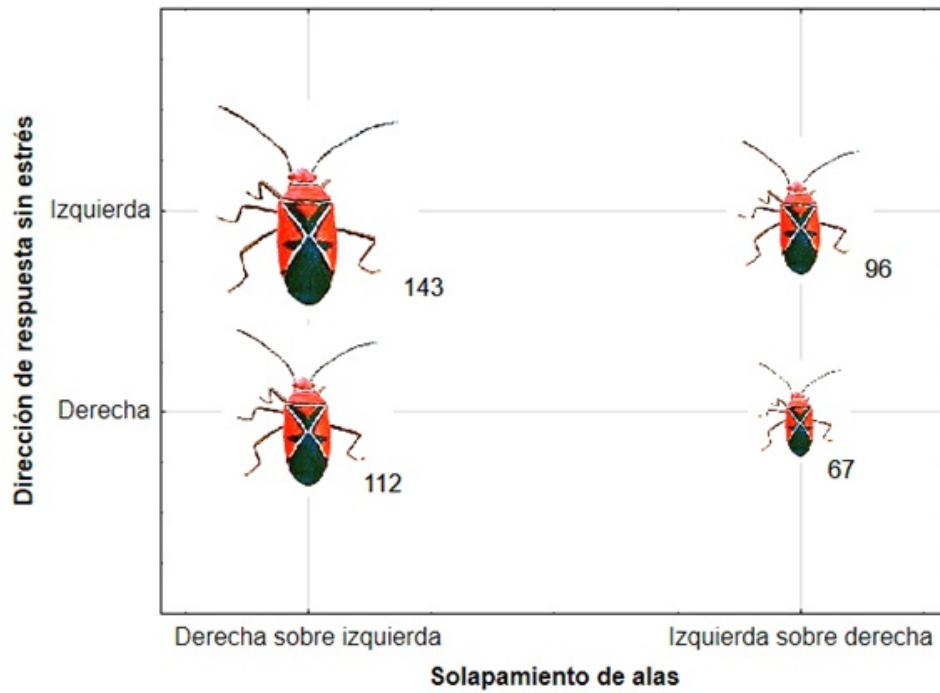 Dirección de respuesta sin estrés
Izquierda
143
96
Derecha
112
67
Derecha sobre izquierda
Izquierda sobre derecha
Solapamiento de alas